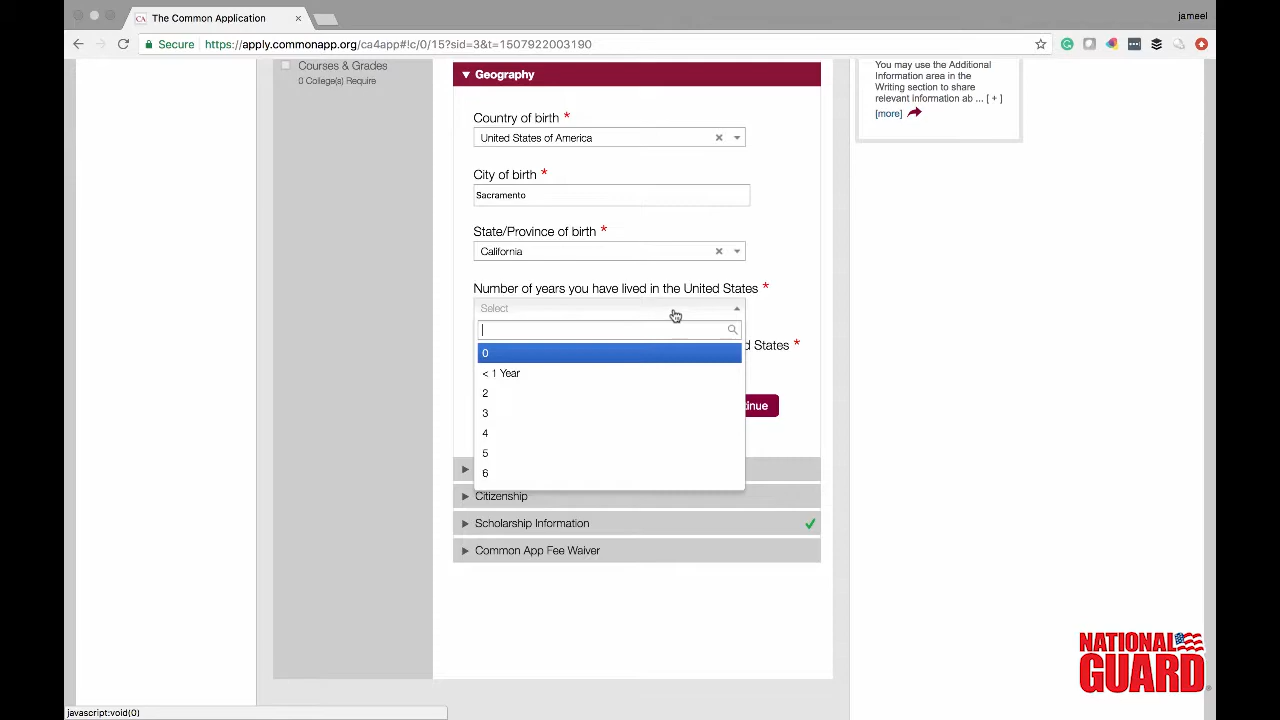 The Common Application
jameel
Secure
https://apply.commonapp.org/ca4app#!c/0/15?sid=3&t=1507922003190
Courses & Grades
0 College(s) Require
Geography
Country of birth *
United States of America
City of birth *
Sacramento
State/Province of birth *
California
Number of years you have lived in the United States *
Select
0
d States *
< 1 Year
2
3
tinue
4
5
6
Citizenship
Scholarship Information
Common App Fee Waiver
You may use the Additional
Information area in the
Writing section to share
relevant information ab ... [ + ]
[more]
NATIONAL
GUARD
javascript:void(0)